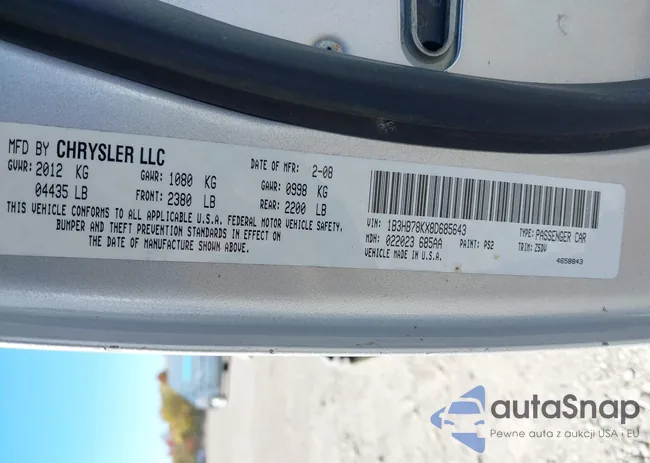 MFD BY CHRYSLER LLC
DATE OF MFR: 2-08
GVWR: 2012 KG
GAWR: 1080 KG
GAWR: 0998 KG
04435 LB
FRONT: 2380 LB
REAR: 2200 LB
THIS VEHICLE CONFORMS TO ALL APPLICABLE U.S.A. FEDERAL MOTOR VEHICLE SAFETY,
BUMPER AND THEFT PREVENTION STANDARDS IN EFFECT ON
THE DATE OF MANUFACTURE SHOWN ABOVE.
VIN: 1B3HB78KX8D685643
TYPE: PASSENGER CAR
MDH: 022023 685AA
PAINT: PS2
TRIM: Z5DV
VEHICLE MADE IN U.S.A.
4658843
autoSnap
Pewne auta z aukcji USA i EU